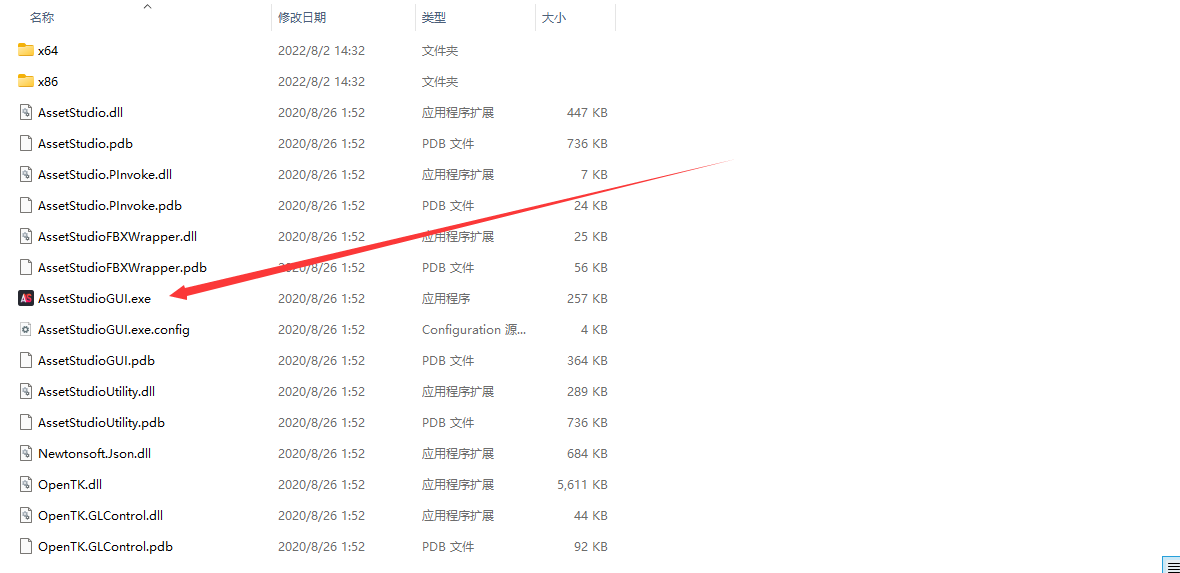 名称 修改日期 类型 大小
x64 2022/8/2 14:32 文件夹
x86 2022/8/2 14:32 文件夹
AssetStudio.dll 2020/8/26 1:52 应用程序扩展 447 KB
AssetStudio.pdb 2020/8/26 1:52 PDB 文件 736 KB
AssetStudio.PInvoke.dll 2020/8/26 1:52 应用程序扩展 7 KB
AssetStudio.PInvoke.pdb 2020/8/26 1:52 PDB 文件 24 KB
AssetStudioFBXWrapper.dll 2020/8/26 1:52 应用程序扩展 25 KB
AssetStudioFBXWrapper.pdb 2020/8/26 1:52 PDB 文件 56 KB
AS AssetStudioGUI.exe 2020/8/26 1:52 应用程序 257 KB
AssetStudioGUI.exe.config 2020/8/26 1:52 Configuration 源... 4 KB
AssetStudioGUI.pdb 2020/8/26 1:52 PDB 文件 364 KB
AssetStudioUtility.dll 2020/8/26 1:52 应用程序扩展 289 KB
AssetStudioUtility.pdb 2020/8/26 1:52 PDB 文件 736 KB
Newtonsoft.Json.dll 2020/8/26 1:52 应用程序扩展 684 KB
OpenTK.dll 2020/8/26 1:52 应用程序扩展 5,611 KB
OpenTK.GLControl.dll 2020/8/26 1:52 应用程序扩展 44 KB
OpenTK.GLControl.pdb 2020/8/26 1:52 PDB 文件 92 KB